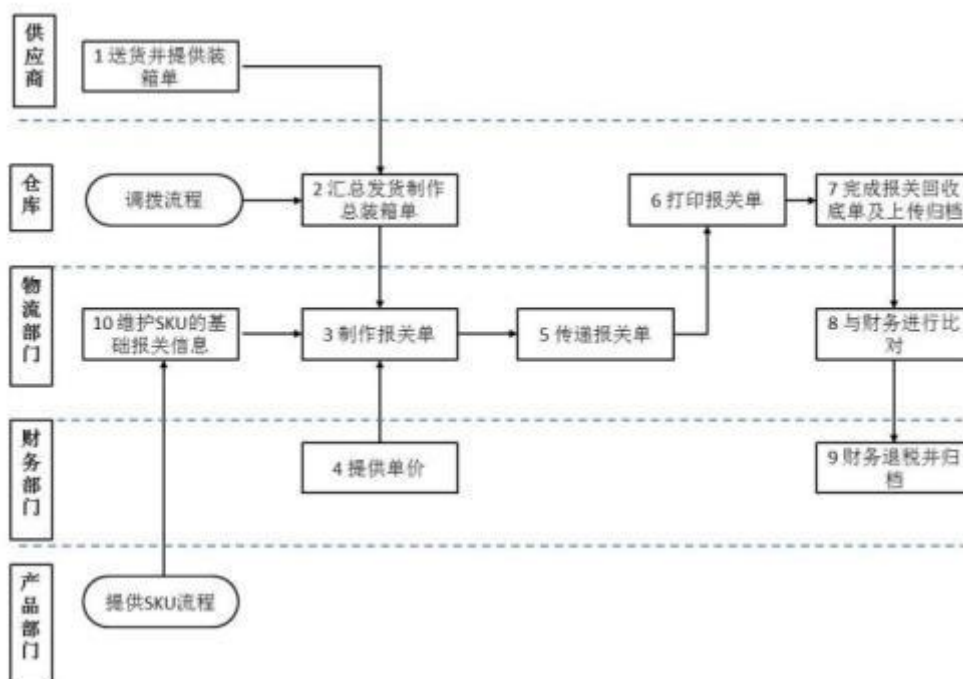 供应商
1 送货并提供装
箱单
仓库
调拨流程
2 汇总发货制作
总装箱单
6 打印报关单
7 完成报关回收
底单及上传归档
物流部门
10 维护SKU的基
础报关信息
3 制作报关单
5 传递报关单
8 与财务进行比
对
财务部门
4 提供单价
9 财务退税并归
档
产品部门
提供SKU流程